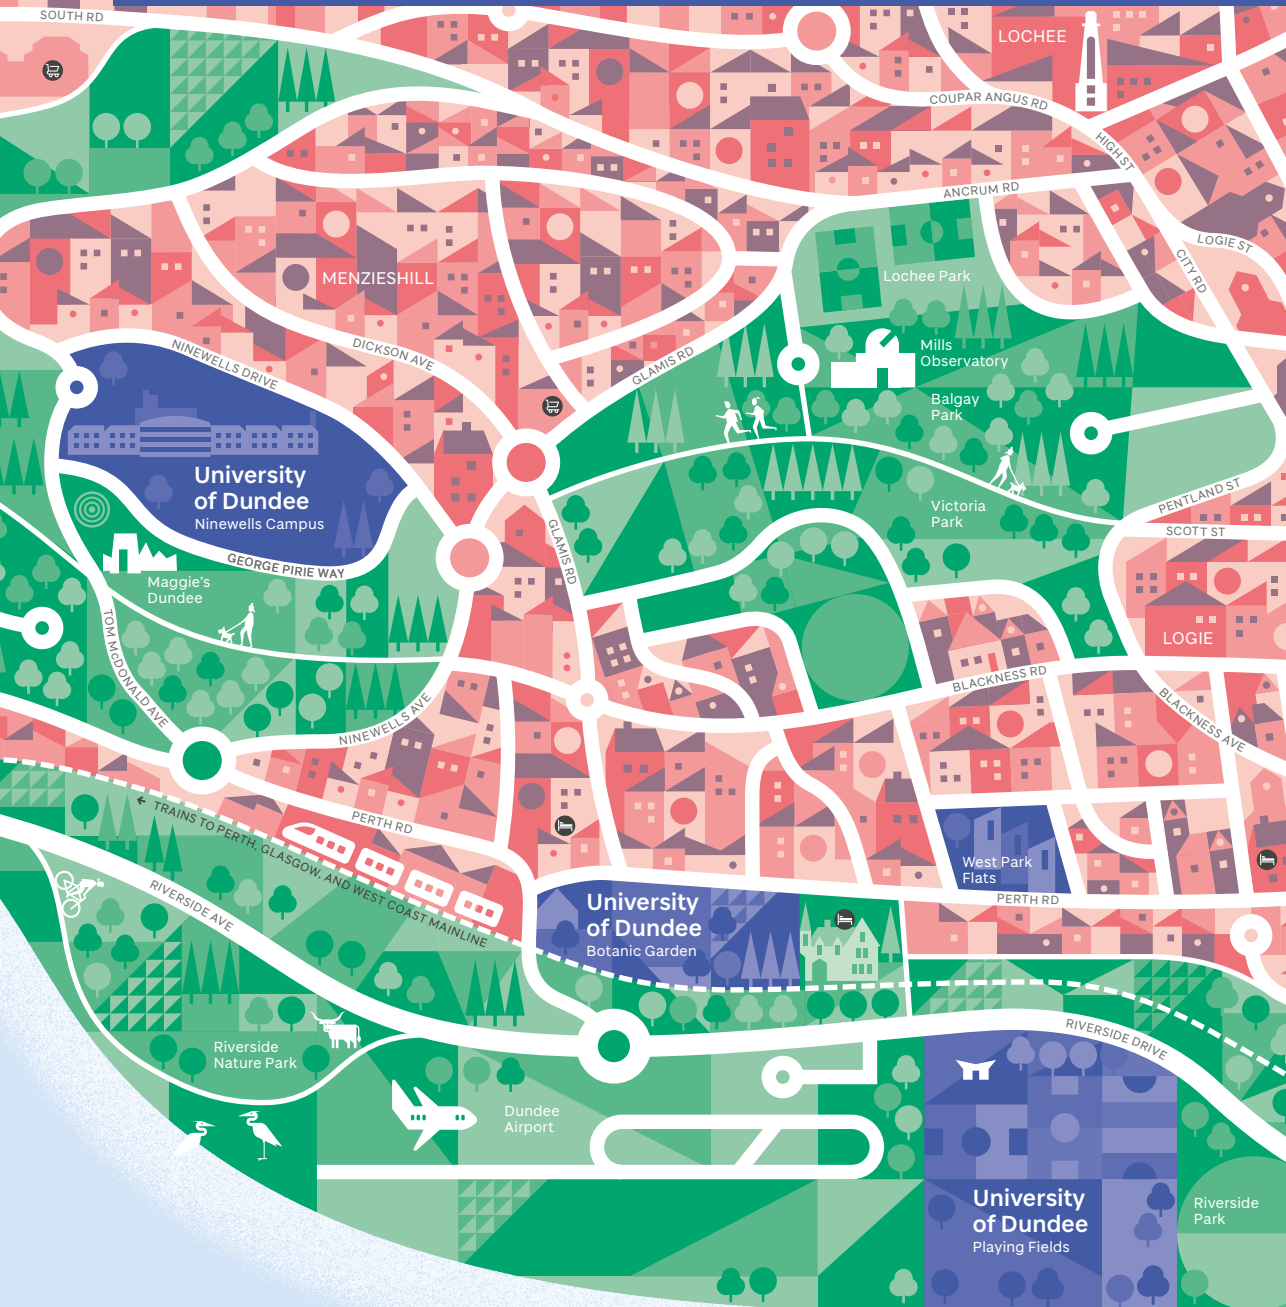 SOUTH RD
LOCHEE
COUPAR ANGUS RD
HIGH ST
ANCRUM RD
LOGIE ST
CITY RD
MENZIESHILL
Lochee Park
NINEWELLS DRIVE
DICKSON AVE
GLAMIS RD
Mills
Observatory
Balgay
Park
University
of Dundee
Ninewells Campus
Victoria
Park
PENTLAND ST
SCOTT ST
GLAMIS RD
GEORGE PIRIE WAY
Maggie's
Dundee
TOM McDONALD AVE
LOGIE
BLACKNESS RD
BLACKNESS AVE
NINEWELLS AVE
← TRAINS TO PERTH, GLASGOW, AND WEST COAST MAINLINE
PERTH RD
West Park
Flats
PERTH RD
RIVERSIDE AVE
University
of Dundee
Botanic Garden
Riverside
Nature Park
RIVERSIDE DRIVE
Dundee
Airport
University
of Dundee
Playing Fields
Riverside
Park